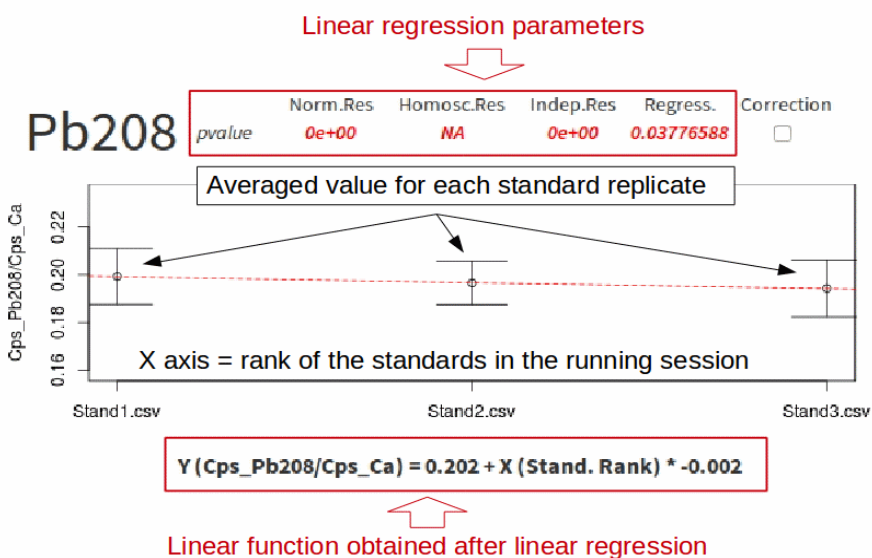 Linear regression parameters
Norm.Res Homosc.Res Indep.Res Regress. Correction
Pb208 pvalue 0e+00 NA 0e+00 0.03776588
Averaged value for each standard replicate
Cps_Pb208/Cps_Ca
0.22
0.20
0.18
0.16
X axis = rank of the standards in the running session
Stand1.csv Stand2.csv Stand3.csv
Y (Cps_Pb208/Cps_Ca) = 0.202 + X (Stand. Rank) * -0.002
Linear function obtained after linear regression